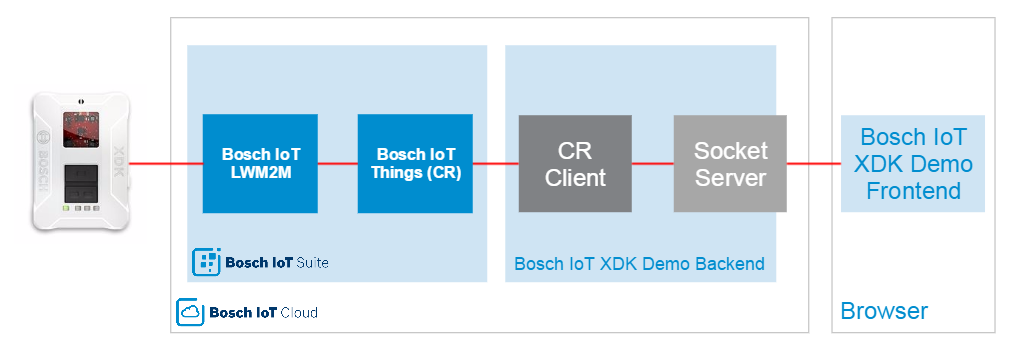 BOSCH
XDK
Bosch IoT
LWM2M
Bosch IoT
Things (CR)
CR
Client
Socket
Server
Bosch IoT
XDK Demo
Frontend
Bosch IoT Suite
Bosch IoT XDK Demo Backend
Bosch IoT Cloud
Browser